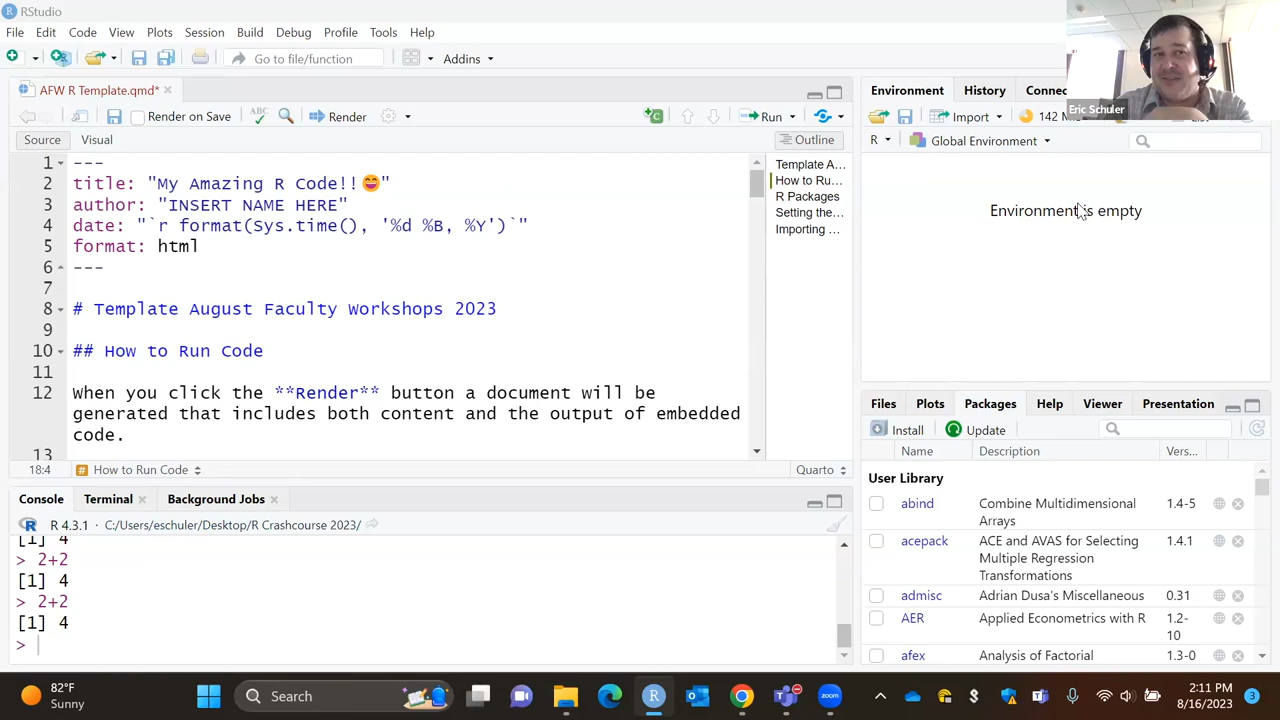 RStudio
File Edit Code View Plots Session Build Debug Profile Tools Help
Go to file/function
Addins
AFW R Template.qmd*
Render on Save
ABC
Render
Run
Source
Visual
Outline
1 ---
2 title: "My Amazing R Code!!😄"
3 author: "INSERT NAME HERE"
4 date: "`r format(Sys.time(), '%d %B, %Y')`"
5 format: html
6 ---
7
8 # Template August Faculty Workshops 2023
9
10 ## How to Run Code
11
12 When you click the **Render** button a document will be
generated that includes both content and the output of embedded
code.
13
Template A...
How to Ru...
R Packages
Setting the...
Importing ...
18:4
# How to Run Code
Quarto
Console
Terminal
Background Jobs
R 4.3.1 · C:/Users/eschuler/Desktop/R Crashcourse 2023/
[1] 4
> 2+2
[1] 4
> 2+2
[1] 4
>
Environment
History
Connec
Eric Schuler
Import
R
Global Environment
Environment is empty
Files
Plots
Packages
Help
Viewer
Presentation
Install
Update
Name
Description
Vers...
User Library
abind Combine Multidimensional 1.4-5
Arrays
acepack ACE and AVAS for Selecting 1.4.1
Multiple Regression
Transformations
admisc Adrian Dusa's Miscellaneous 0.31
AER Applied Econometrics with R 1.2-
10
afex Analysis of Factorial 1.3-0
82°F
Sunny
Search
zoom
2:11 PM
8/16/2023
3